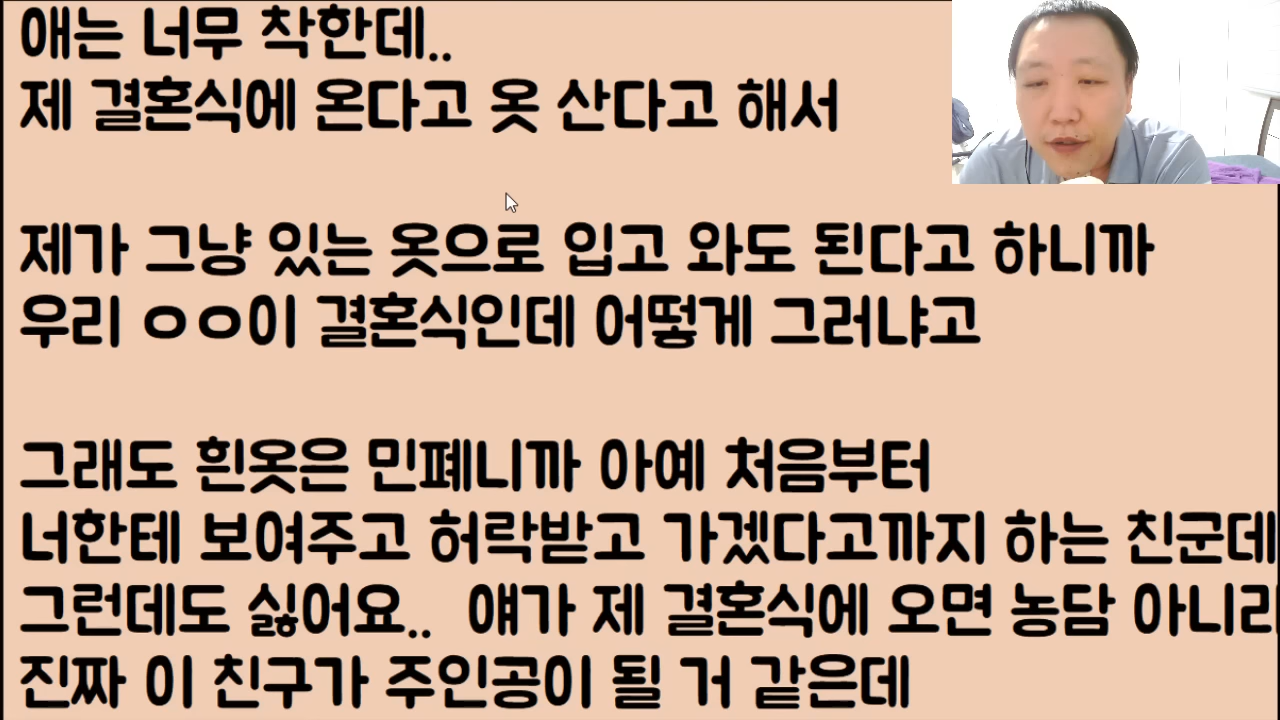 애는 너무 착한데..
제 결혼식에 온다고 옷 산다고 해서
제가 그냥 있는 옷으로 입고 와도 된다고 하니까
우리 ㅇㅇ이 결혼식인데 어떻게 그러냐고
그래도 흰옷은 민폐니까 아예 처음부터
너한테 보여주고 허락받고 가겠다고까지 하는 친군데
그런데도 싫어요.. 얘가 제 결혼식에 오면 농담 아니라
진짜 이 친구가 주인공이 될 거 같은데